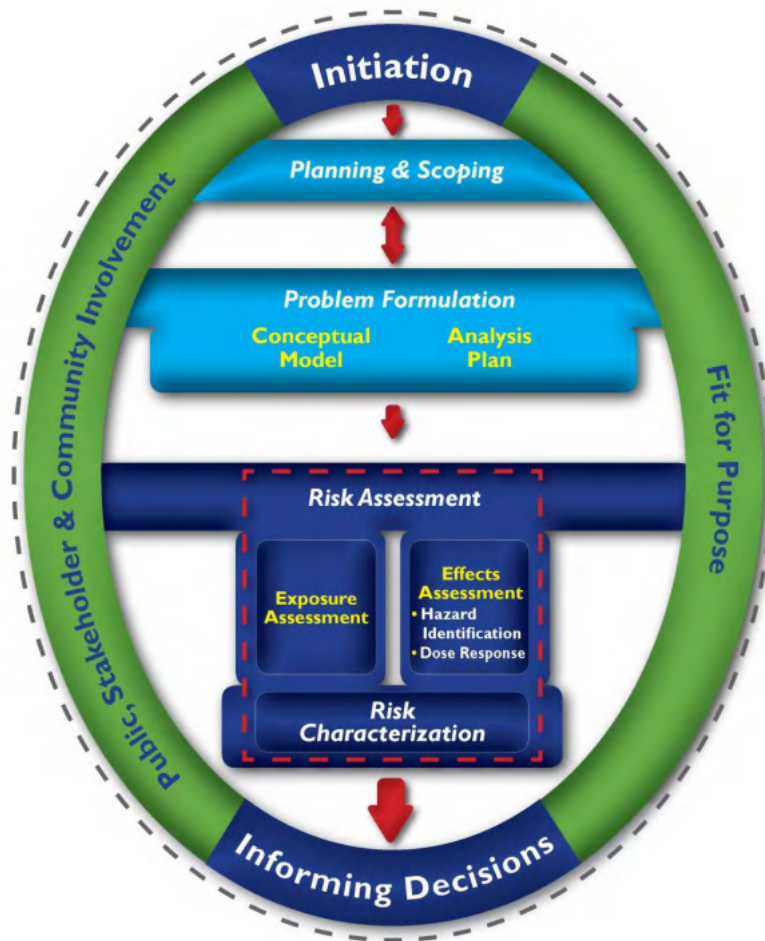 Initiation
Planning & Scoping
Public, Stakeholder & Community Involvement
Fit for Purpose
Problem Formulation
Conceptual
Model
Analysis
Plan
Risk Assessment
Exposure
Assessment
Effects
Assessment
• Hazard
Identification
• Dose Response
Risk
Characterization
Informing Decisions